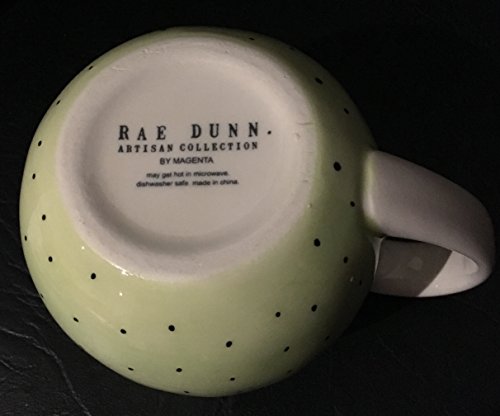 RAE DUNN.
ARTISAN COLLECTION
BY MAGENTA
may get hot in microwave.
dishwasher safe. made in china.